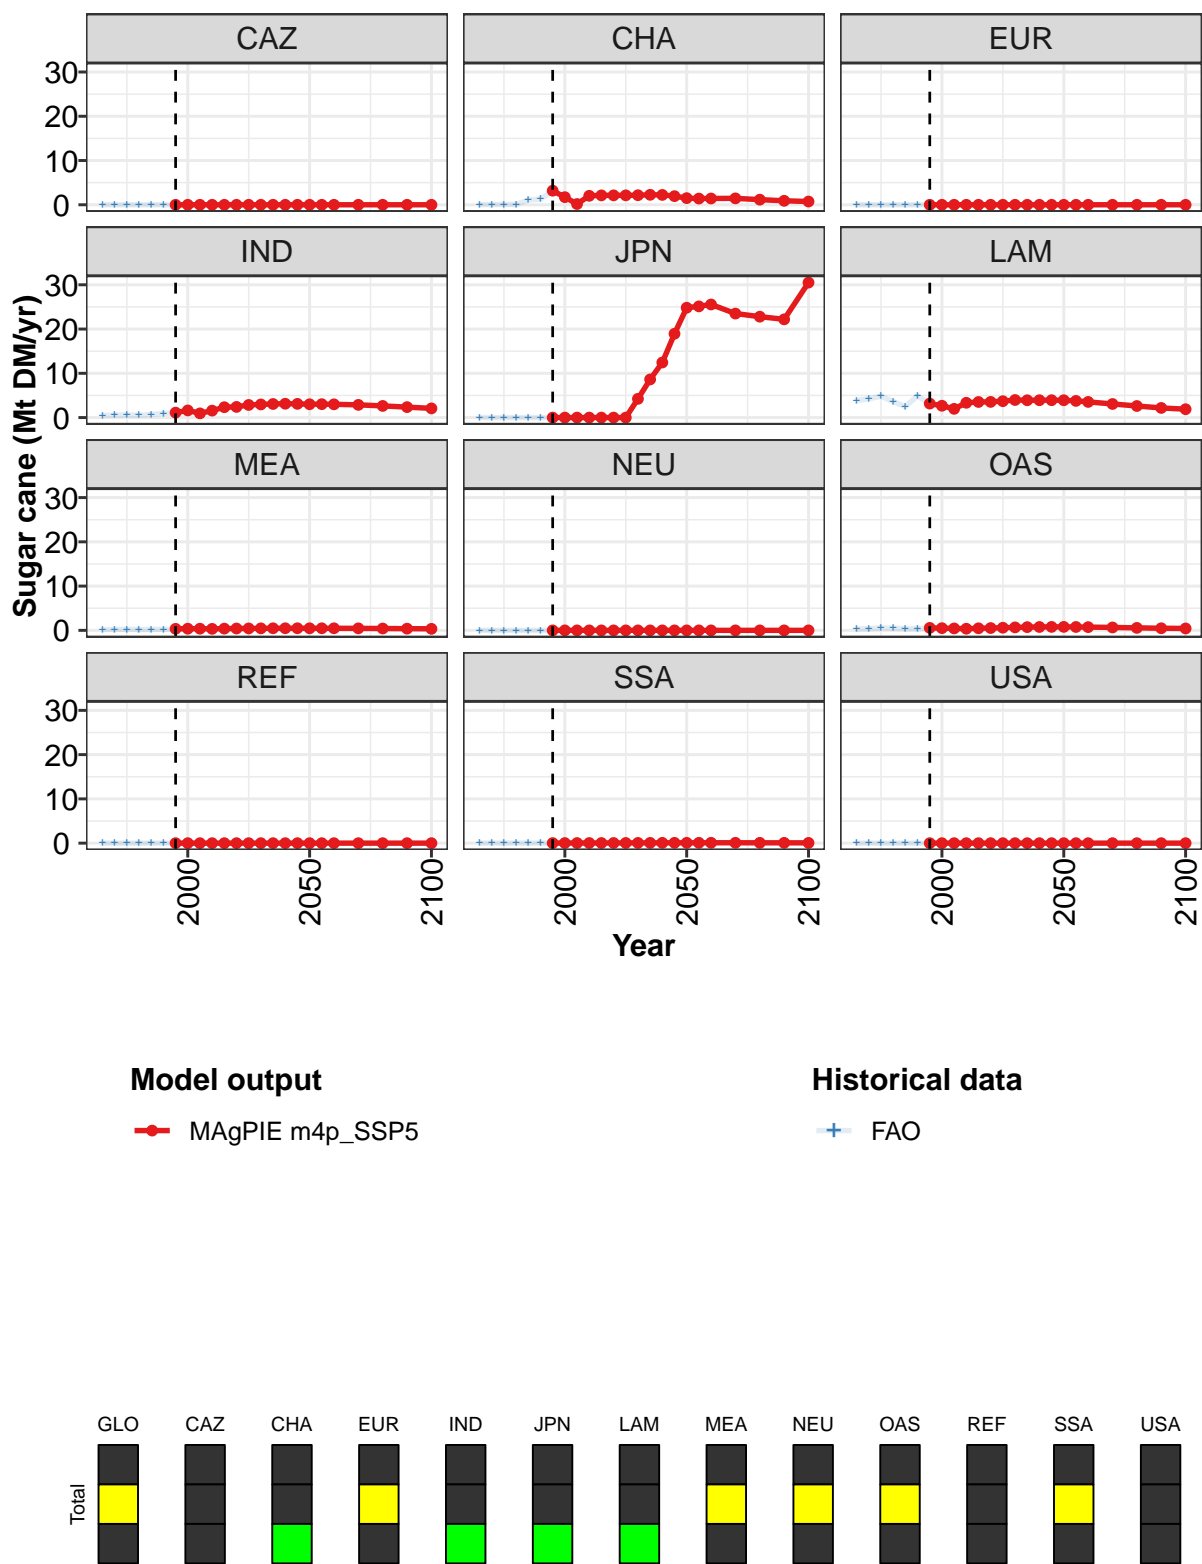 CAZ CHA EUR
30
20
10
0
IND JPN LAM
30
20
10
0
MEA NEU OAS
30
20
10
0
REF SSA USA
30
20
10
0
Sugar cane (Mt DM/yr)
2000 2050 2100 2000 2050 2100 2000 2050 2100
Year
Model output Historical data
MAgPIE m4p_SSP5 FAO
GLO CAZ CHA EUR IND JPN LAM MEA NEU OAS REF SSA USA
Total